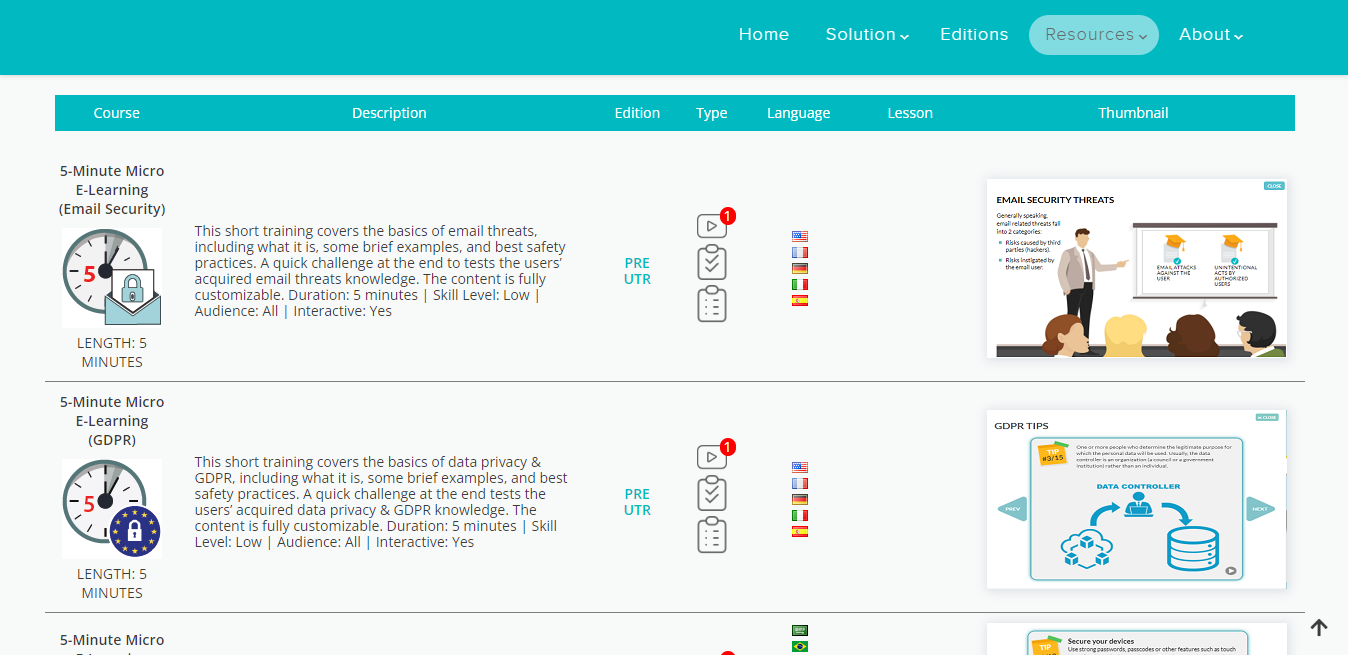 Home Solution Editions Resources About
Course Description Edition Type Language Lesson Thumbnail
5-Minute Micro
E-Learning
(Email Security)
5
LENGTH: 5
MINUTES
This short training covers the basics of email threats,
including what it is, some brief examples, and best safety
practices. A quick challenge at the end to tests the users’
acquired email threats knowledge. The content is fully
customizable. Duration: 5 minutes | Skill Level: Low |
Audience: All | Interactive: Yes
PRE
UTR
1
CLOSE
EMAIL SECURITY THREATS
Generally speaking,
email related threats fall
into 2 categories:
Risks caused by third
parties (hackers).
Risks instigated by
the email user.
EMAIL ATTACKS
AGAINST THE
USER
UNINTENTIONAL
ACTS BY
AUTHORIZED
USERS
5-Minute Micro
E-Learning
(GDPR)
5
LENGTH: 5
MINUTES
This short training covers the basics of data privacy &
GDPR, including what it is, some brief examples, and best
safety practices. A quick challenge at the end tests the
users’ acquired data privacy & GDPR knowledge. The
content is fully customizable. Duration: 5 minutes | Skill
Level: Low | Audience: All | Interactive: Yes
PRE
UTR
1
CLOSE
GDPR TIPS
TIP
#3/15
One or more people who determine the legitimate purpose for
which the personal data will be used. Usually, the data
controller is an organization (a council or a government
institution) rather than an individual.
DATA CONTROLLER
PREV
NEXT
5-Minute Micro
TIP
Secure your devices
Use strong passwords, passcodes or other features such as touch